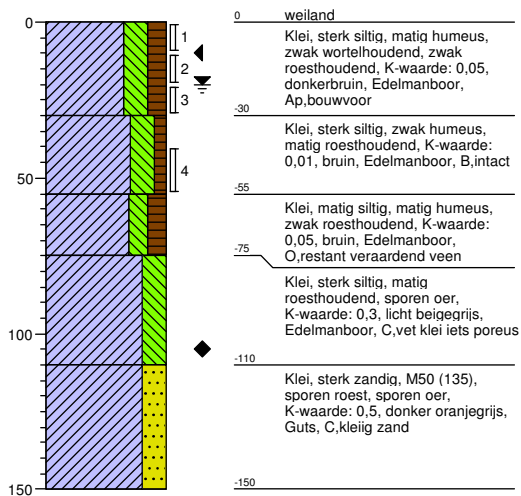 0
50
100
150
1
2
3
4
0 weiland
Klei, sterk siltig, matig humeus,
zwak wortelhoudend, zwak
roesthoudend, K-waarde: 0,05,
donkerbruin, Edelmanboor,
Ap,bouwvoor
-30
Klei, sterk siltig, zwak humeus,
matig roesthoudend, K-waarde:
0,01, bruin, Edelmanboor, B,intact
-55
Klei, matig siltig, matig humeus,
zwak roesthoudend, K-waarde:
0,05, bruin, Edelmanboor,
O,restant veraardend veen
-75
Klei, sterk siltig, matig
roesthoudend, sporen oer,
K-waarde: 0,3, licht beigegrijs,
Edelmanboor, C,vet klei iets poreus
-110
Klei, sterk zandig, M50 (135),
sporen roest, sporen oer,
K-waarde: 0,5, donker oranjegrijs,
Guts, C,kleiig zand
-150